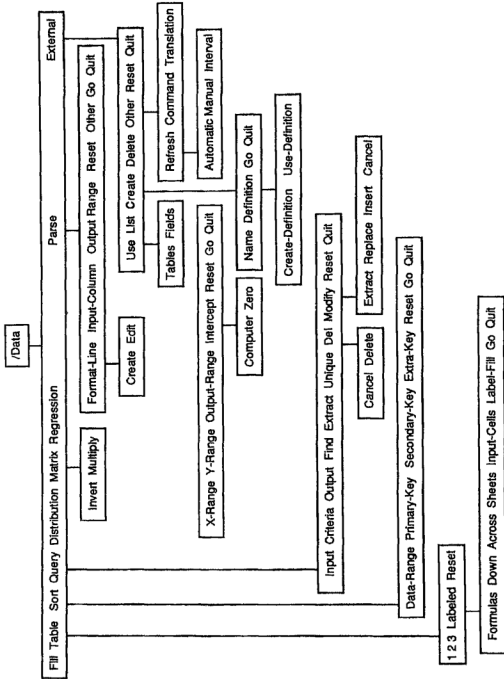 /Data
Fill Table Sort Query Distribution Matrix Regression Parse External
Invert Multiply
Format-Line Input-Column Output Range Reset Other Go Quit
Create Edit
Use List Create Delete Other Reset Quit
Tables Fields
Refresh Command Translation
Automatic Manual Interval
X-Range Y-Range Output-Range Intercept Reset Go Quit
Computer Zero
Name Definition Go Quit
Create-Definition Use-Definition
Input Criteria Output Find Extract Unique Del Modify Reset Quit
Cancel Delete
Extract Replace Insert Cancel
Data-Range Primary-Key Secondary-Key Extra-Key Reset Go Quit
1 2 3 Labeled Reset
Formulas Down Across Sheets Input-Cells Label-Fill Go Quit